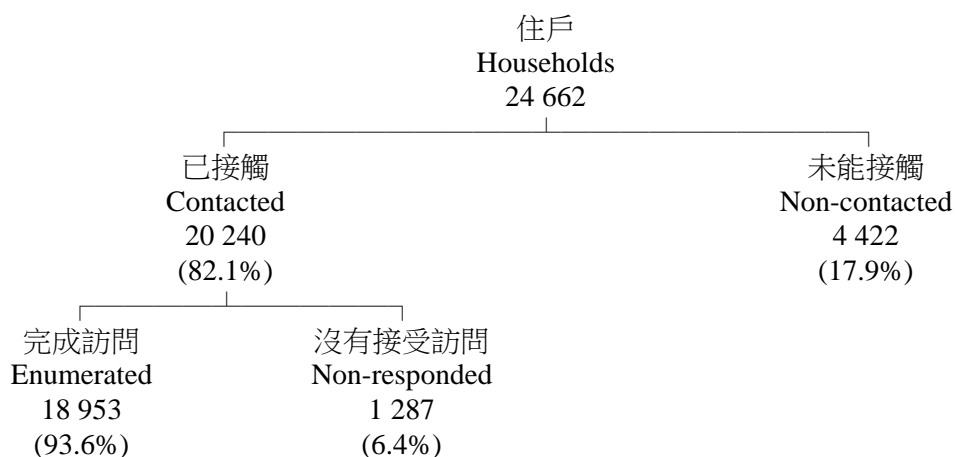 住戶
Households
24 662
已接觸
Contacted
20 240
(82.1%)
未能接觸
Non-contacted
4 422
(17.9%)
完成訪問
Enumerated
18 953
(93.6%)
沒有接受訪問
Non-responded
1 287
(6.4%)